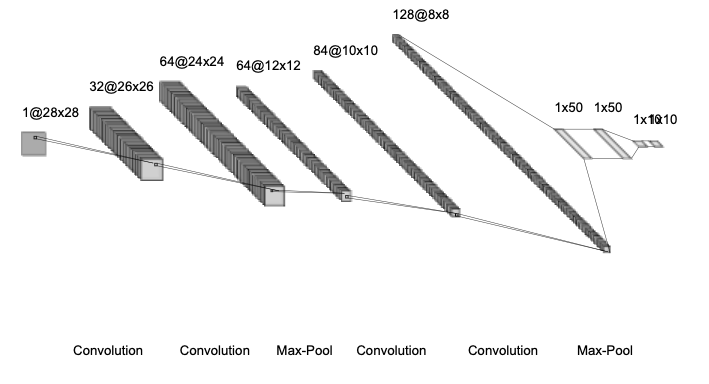 1@28x28
32@26x26
64@24x24
64@12x12
84@10x10
128@8x8
1x50
1x50
1x10
1x10
Convolution
Convolution
Max-Pool
Convolution
Convolution
Max-Pool